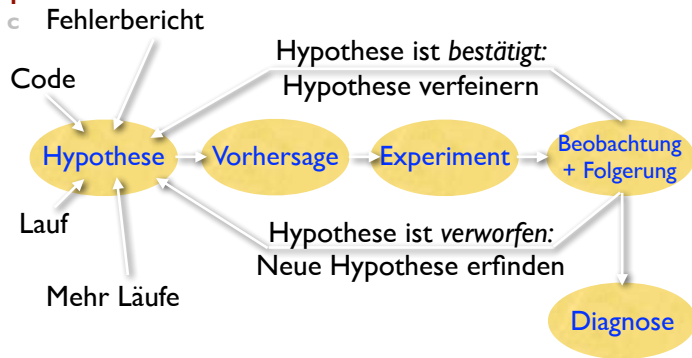 c
Fehlerbericht
Hypothese ist bestätigt:
Code
Hypothese verfeinern
Hypothese
Vorhersage
Experiment
Beobachtung
+ Folgerung
Lauf
Hypothese ist verworfen:
Neue Hypothese erfinden
Mehr Läufe
Diagnose